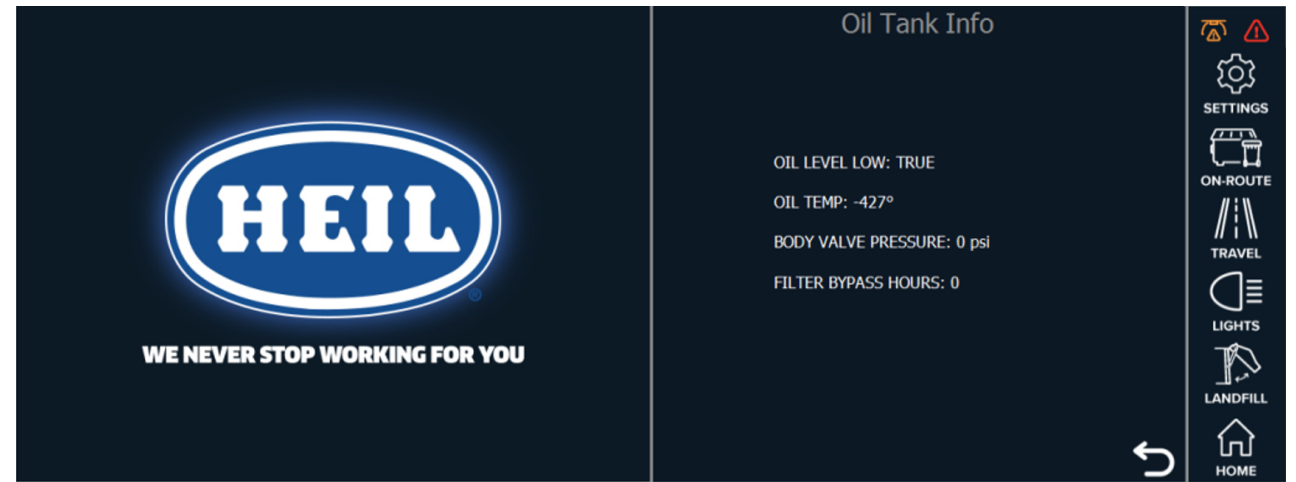 HEIL
®
WE NEVER STOP WORKING FOR YOU
Oil Tank Info
OIL LEVEL LOW: TRUE
OIL TEMP: -427°
BODY VALVE PRESSURE: 0 psi
FILTER BYPASS HOURS: 0
SETTINGS
ON-ROUTE
TRAVEL
LIGHTS
LANDFILL
HOME